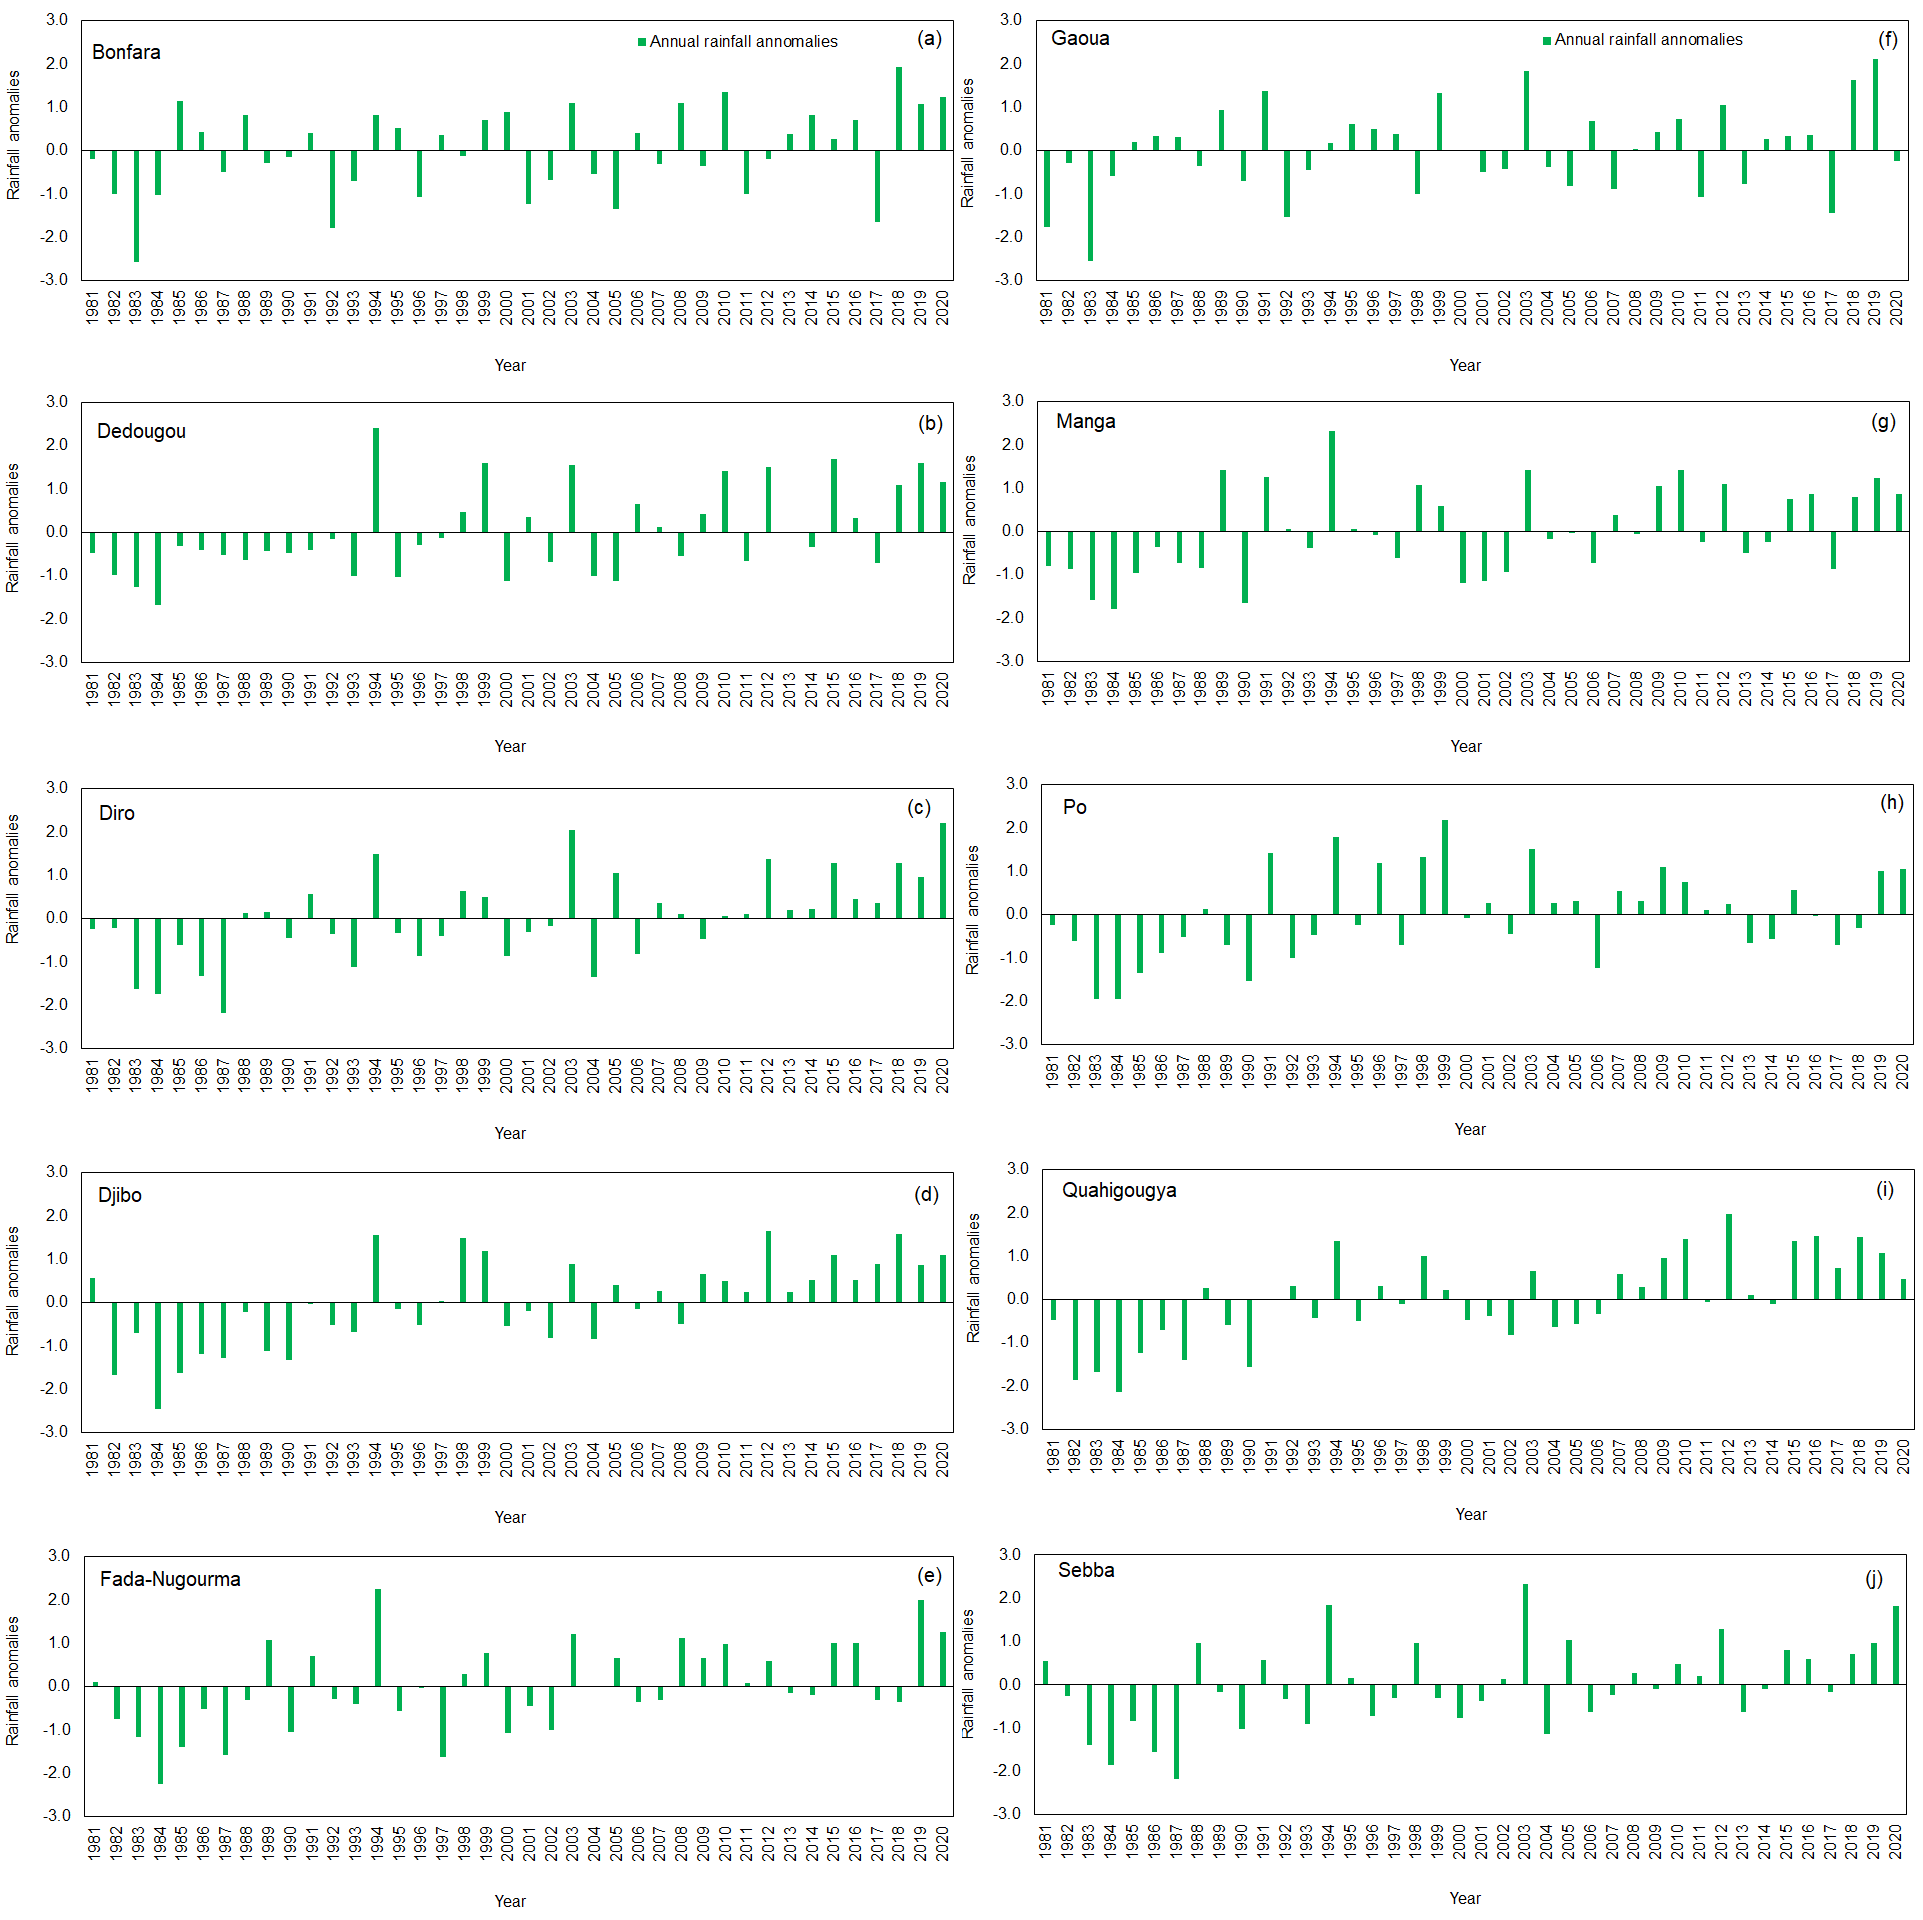 Bonfara
Annual rainfall annomalies
(a)
Rainfall anomalies
3.0
2.0
1.0
0.0
-1.0
-2.0
-3.0
1981 1982 1983 1984 1985 1986 1987 1988 1989 1990 1991 1992 1993 1994 1995 1996 1997 1998 1999 2000 2001 2002 2003 2004 2005 2006 2007 2008 2009 2010 2011 2012 2013 2014 2015 2016 2017 2018 2019 2020
Year
Gaoua
Annual rainfall annomalies
(f)
Rainfall anomalies
3.0
2.0
1.0
0.0
-1.0
-2.0
-3.0
1981 1982 1983 1984 1985 1986 1987 1988 1989 1990 1991 1992 1993 1994 1995 1996 1997 1998 1999 2000 2001 2002 2003 2004 2005 2006 2007 2008 2009 2010 2011 2012 2013 2014 2015 2016 2017 2018 2019 2020
Year
Dedougou
(b)
Rainfall anomalies
3.0
2.0
1.0
0.0
-1.0
-2.0
-3.0
1981 1982 1983 1984 1985 1986 1987 1988 1989 1990 1991 1992 1993 1994 1995 1996 1997 1998 1999 2000 2001 2002 2003 2004 2005 2006 2007 2008 2009 2010 2011 2012 2013 2014 2015 2016 2017 2018 2019 2020
Year
Manga
(g)
Rainfall anomalies
3.0
2.0
1.0
0.0
-1.0
-2.0
-3.0
1981 1982 1983 1984 1985 1986 1987 1988 1989 1990 1991 1992 1993 1994 1995 1996 1997 1998 1999 2000 2001 2002 2003 2004 2005 2006 2007 2008 2009 2010 2011 2012 2013 2014 2015 2016 2017 2018 2019 2020
Year
Diro
(c)
Rainfall anomalies
3.0
2.0
1.0
0.0
-1.0
-2.0
-3.0
1981 1982 1983 1984 1985 1986 1987 1988 1989 1990 1991 1992 1993 1994 1995 1996 1997 1998 1999 2000 2001 2002 2003 2004 2005 2006 2007 2008 2009 2010 2011 2012 2013 2014 2015 2016 2017 2018 2019 2020
Year
Po
(h)
Rainfall anomalies
3.0
2.0
1.0
0.0
-1.0
-2.0
-3.0
1981 1982 1983 1984 1985 1986 1987 1988 1989 1990 1991 1992 1993 1994 1995 1996 1997 1998 1999 2000 2001 2002 2003 2004 2005 2006 2007 2008 2009 2010 2011 2012 2013 2014 2015 2016 2017 2018 2019 2020
Year
Djibo
(d)
Rainfall anomalies
3.0
2.0
1.0
0.0
-1.0
-2.0
-3.0
1981 1982 1983 1984 1985 1986 1987 1988 1989 1990 1991 1992 1993 1994 1995 1996 1997 1998 1999 2000 2001 2002 2003 2004 2005 2006 2007 2008 2009 2010 2011 2012 2013 2014 2015 2016 2017 2018 2019 2020
Year
Quahigougya
(i)
Rainfall anomalies
3.0
2.0
1.0
0.0
-1.0
-2.0
-3.0
1981 1982 1983 1984 1985 1986 1987 1988 1989 1990 1991 1992 1993 1994 1995 1996 1997 1998 1999 2000 2001 2002 2003 2004 2005 2006 2007 2008 2009 2010 2011 2012 2013 2014 2015 2016 2017 2018 2019 2020
Year
Fada-Nugourma
(e)
Rainfall anomalies
3.0
2.0
1.0
0.0
-1.0
-2.0
-3.0
1981 1982 1983 1984 1985 1986 1987 1988 1989 1990 1991 1992 1993 1994 1995 1996 1997 1998 1999 2000 2001 2002 2003 2004 2005 2006 2007 2008 2009 2010 2011 2012 2013 2014 2015 2016 2017 2018 2019 2020
Year
Sebba
(j)
Rainfall anomalies
3.0
2.0
1.0
0.0
-1.0
-2.0
-3.0
1981 1982 1983 1984 1985 1986 1987 1988 1989 1990 1991 1992 1993 1994 1995 1996 1997 1998 1999 2000 2001 2002 2003 2004 2005 2006 2007 2008 2009 2010 2011 2012 2013 2014 2015 2016 2017 2018 2019 2020
Year